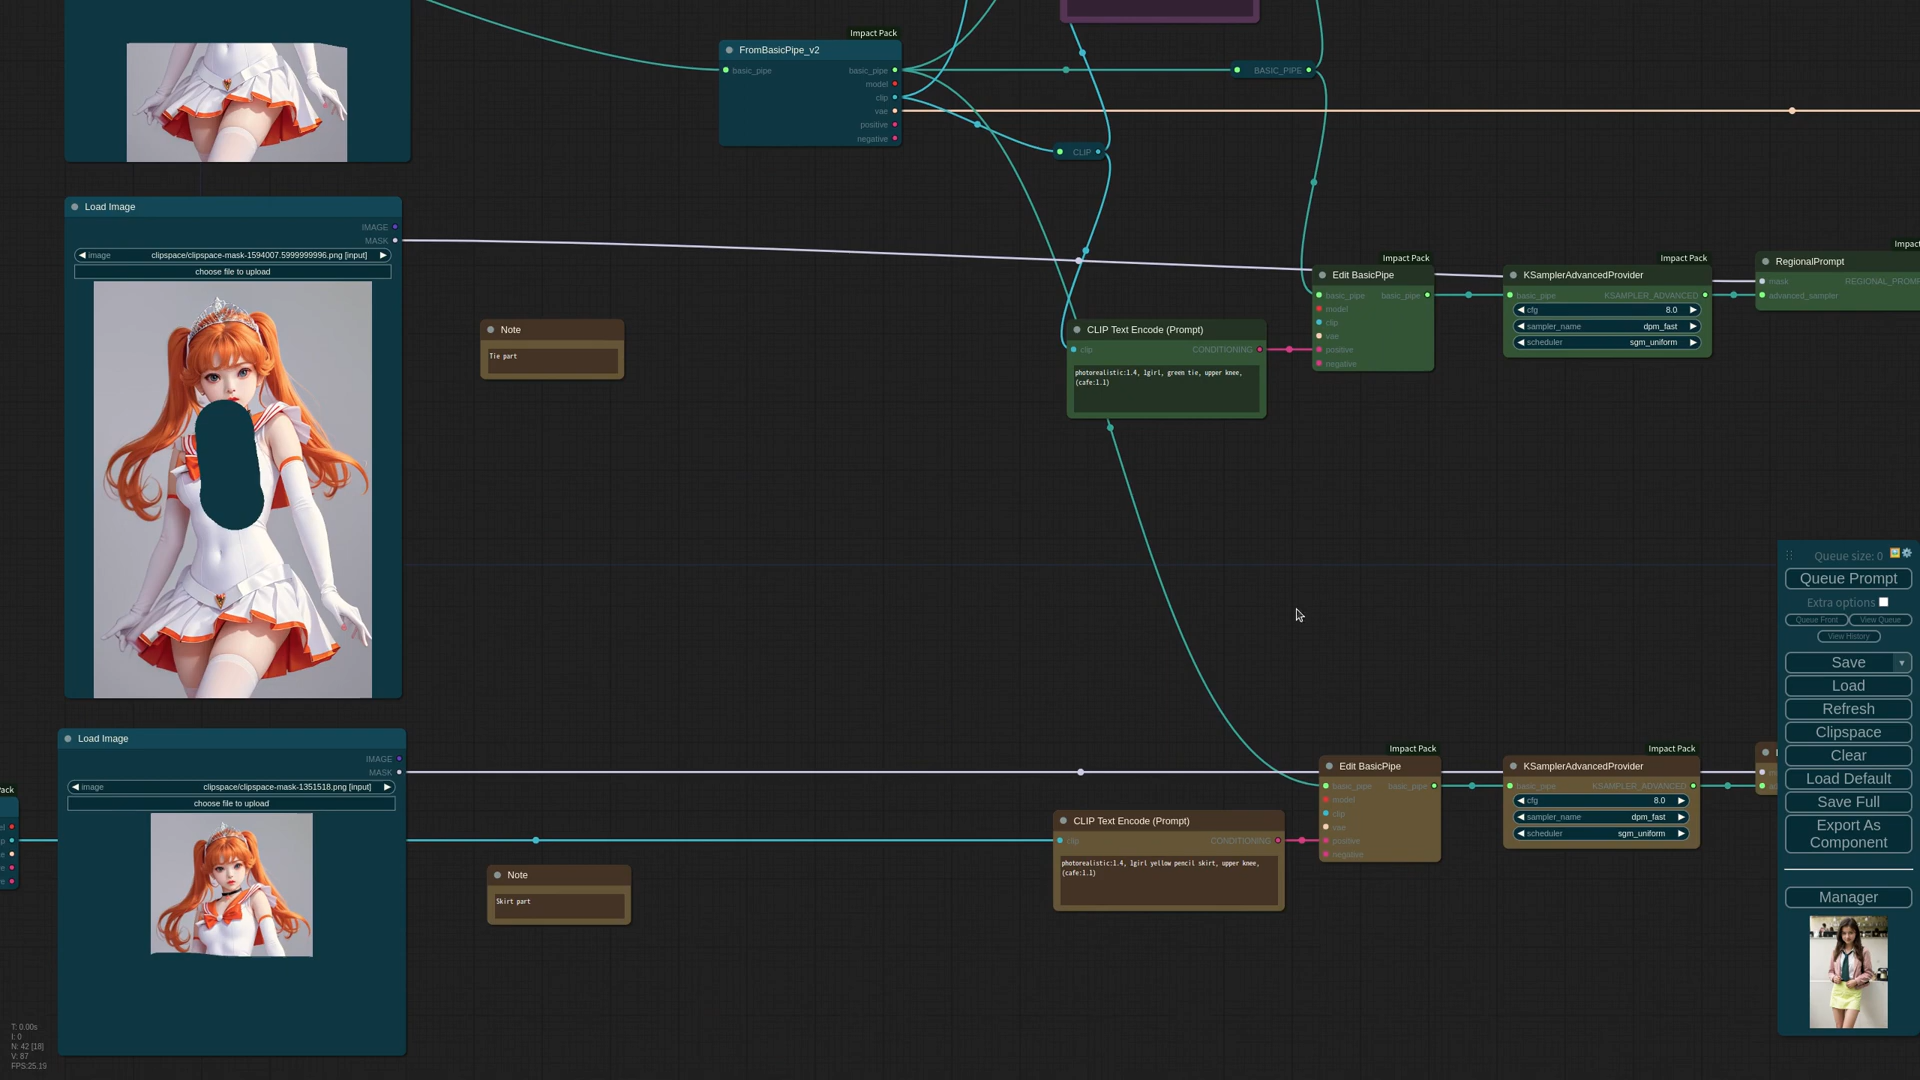 Impact Pack
FromBasicPipe_v2
basic_pipe
basic_pipe
model
clip
vae
positive
negative
BASIC_PIPE
CLIP
Load Image
IMAGE
MASK
image
clipspace/clipspace-mask-1594007.5999999996.png [input]
choose file to upload
Note
Tie part
CLIP Text Encode (Prompt)
clip
CONDITIONING
photorealistic:1.4, 1girl, green tie, upper knee,
(cafe:1.1)
Impact Pack
Edit BasicPipe
basic_pipe
basic_pipe
model
clip
vae
positive
negative
Impact Pack
KSamplerAdvancedProvider
basic_pipe
KSAMPLER_ADVANCED
cfg
8.0
sampler_name
dpm_fast
scheduler
sgm_uniform
Impact
RegionalPrompt
mask
REGIONAL_PROMP
advanced_sampler
Queue size: 0
Queue Prompt
Extra options
Queue Front
View Queue
View History
Save
Load
Refresh
Clipspace
Clear
Load Default
Save Full
Export As
Component
Manager
Load Image
IMAGE
MASK
image
clipspace/clipspace-mask-1351518.png [input]
choose file to upload
Note
Skirt part
CLIP Text Encode (Prompt)
clip
CONDITIONING
photorealistic:1.4, 1girl yellow pencil skirt, upper knee,
(cafe:1.1)
Impact Pack
Edit BasicPipe
basic_pipe
basic_pipe
model
clip
vae
positive
negative
Impact Pack
KSamplerAdvancedProvider
basic_pipe
KSAMPLER_ADVANCED
cfg
8.0
sampler_name
dpm_fast
scheduler
sgm_uniform
T: 0.00s
I: 0
N: 42 [18]
V: 87
FPS:25.19